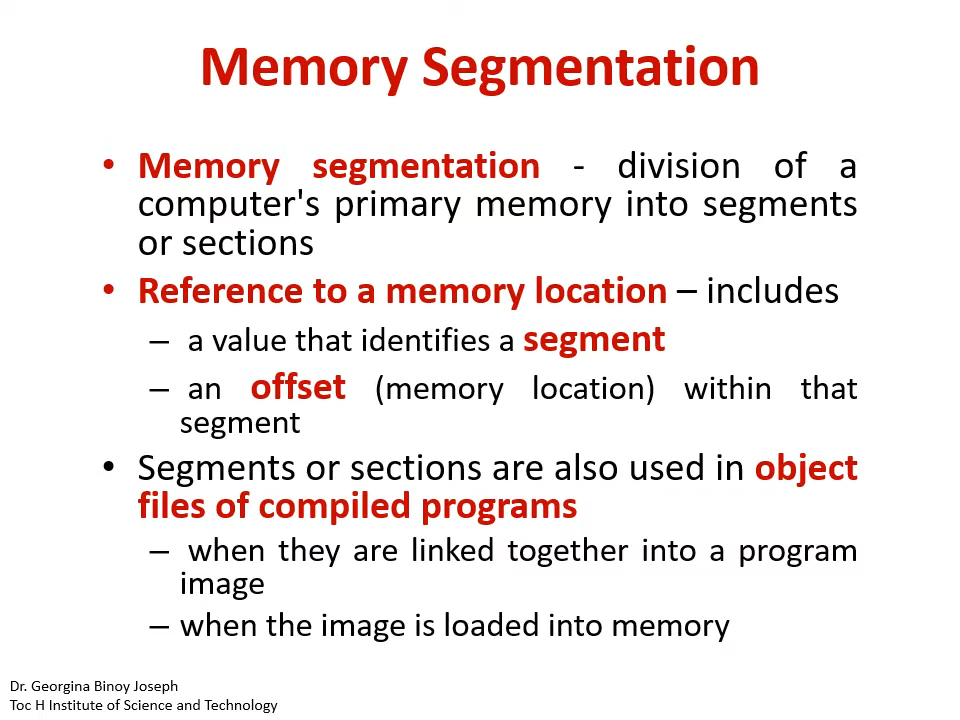 Memory Segmentation
• Memory segmentation - division of a
computer's primary memory into segments
or sections
• Reference to a memory location – includes
– a value that identifies a segment
– an offset (memory location) within that
segment
• Segments or sections are also used in object
files of compiled programs
– when they are linked together into a program
image
– when the image is loaded into memory
Dr. Georgina Binoy Joseph
Toc H Institute of Science and Technology